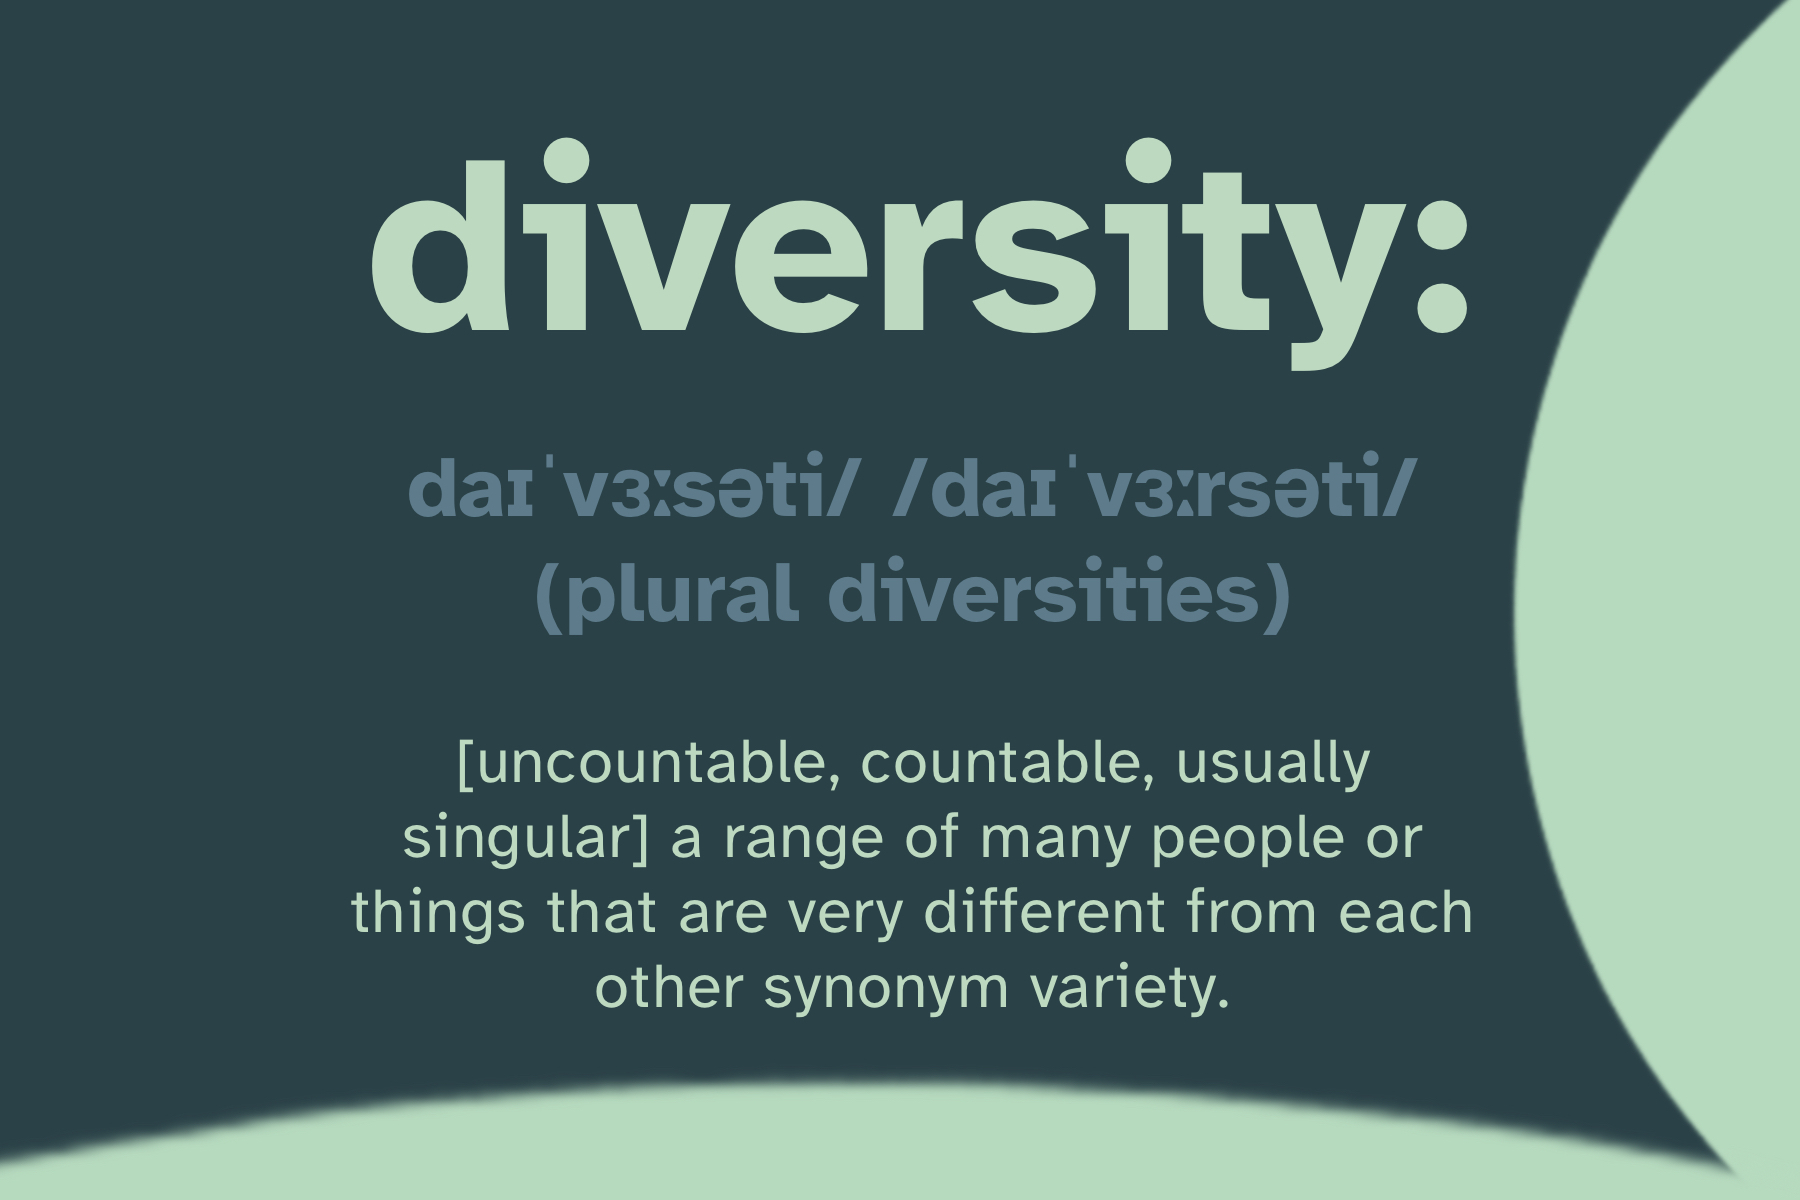 diversity:
daɪˈvɜːsəti/ /daɪˈvɜːrsəti/
(plural diversities)
[uncountable, countable, usually
singular] a range of many people or
things that are very different from each
other synonym variety.